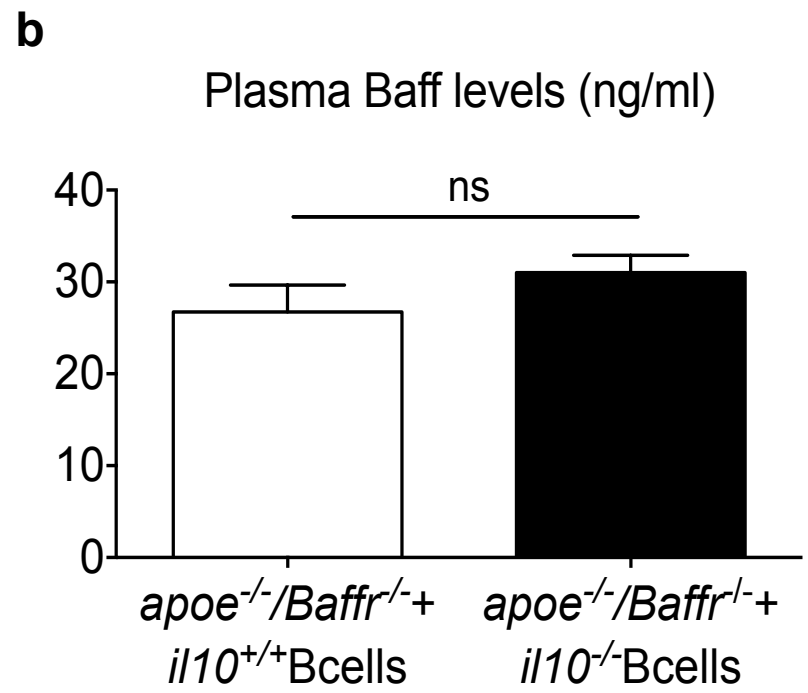 b
Plasma Baff levels (ng/ml)
ns
40
30
20
10
0
apoe-/-/Baffr-/-+
il10+/+Bcells
apoe-/-/Baffr-/-+
il10-/-Bcells